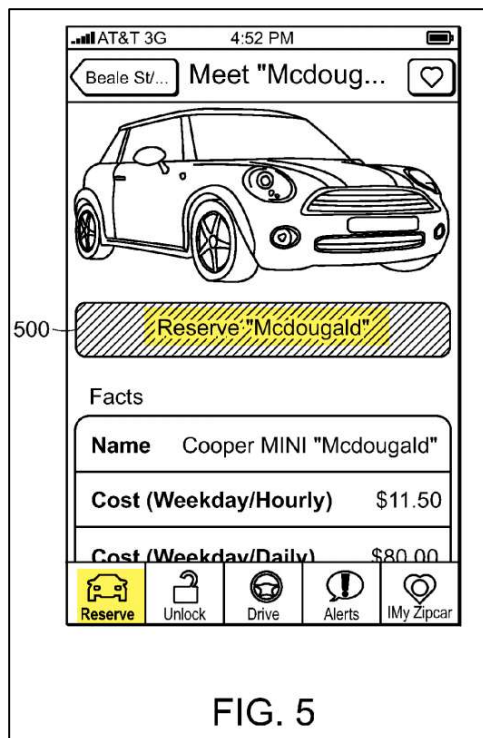 AT&T 3G 4:52 PM
Beale St/... Meet "Mcdoug...
500
Reserve "Mcdougald"
Facts
Name Cooper MINI "Mcdougald"
Cost (Weekday/Hourly) $11.50
Cost (Weekday/Daily) $80.00
Reserve Unlock Drive Alerts IMy Zipcar
FIG. 5